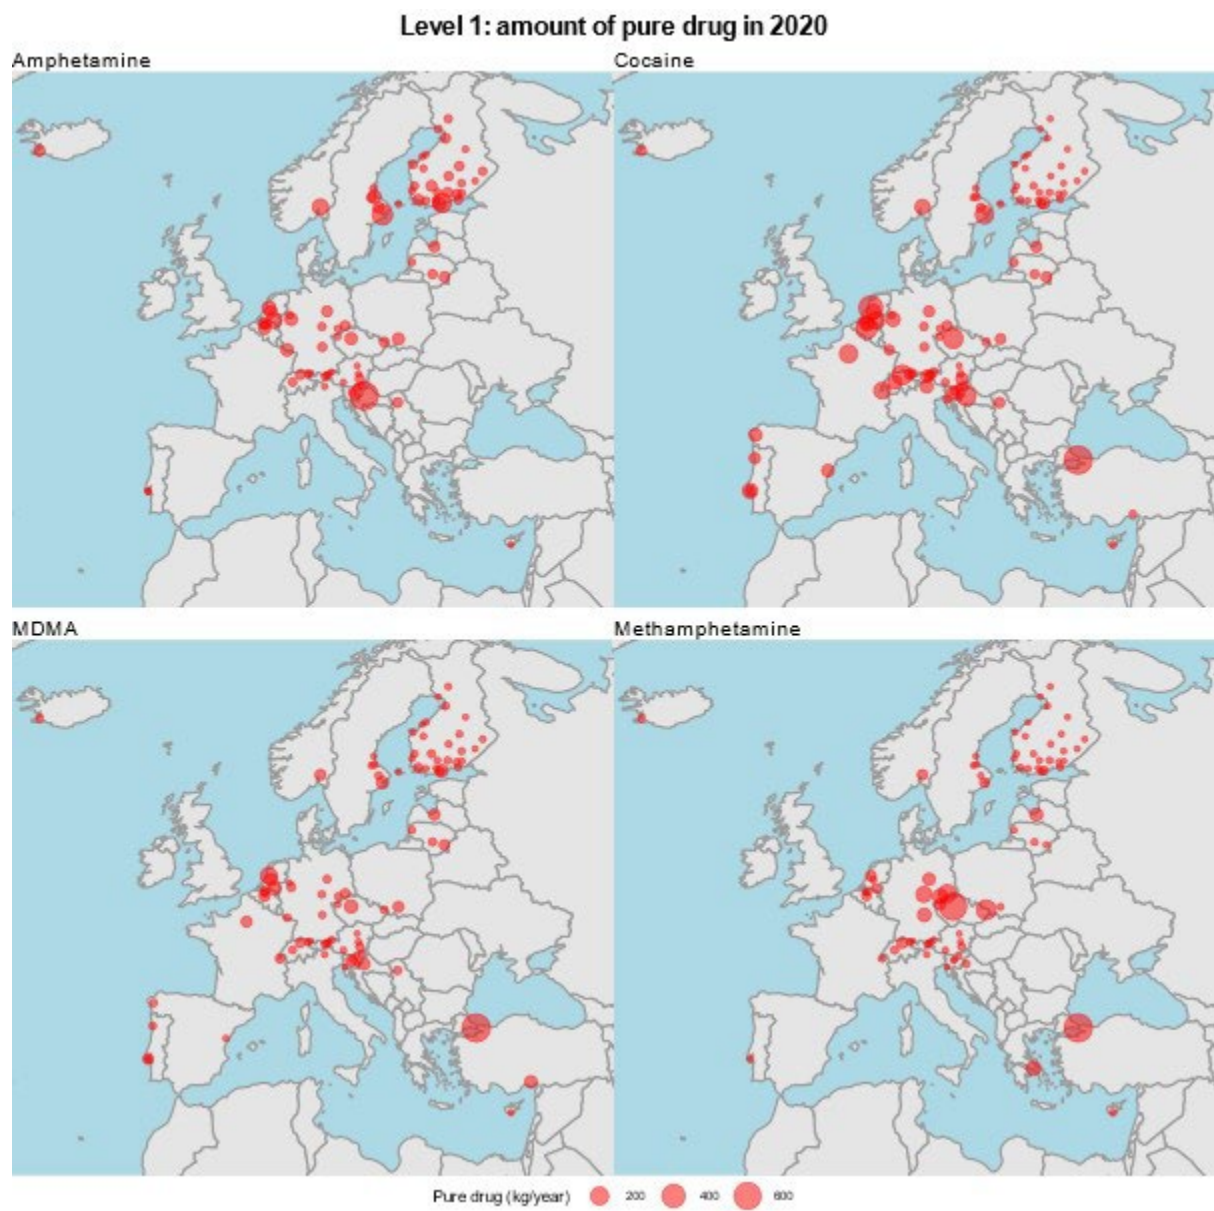 Level 1: amount of pure drug in 2020
Amphetamine
Cocaine
MDMA
Methamphetamine
Pure drug (kg/year) 200 400 600